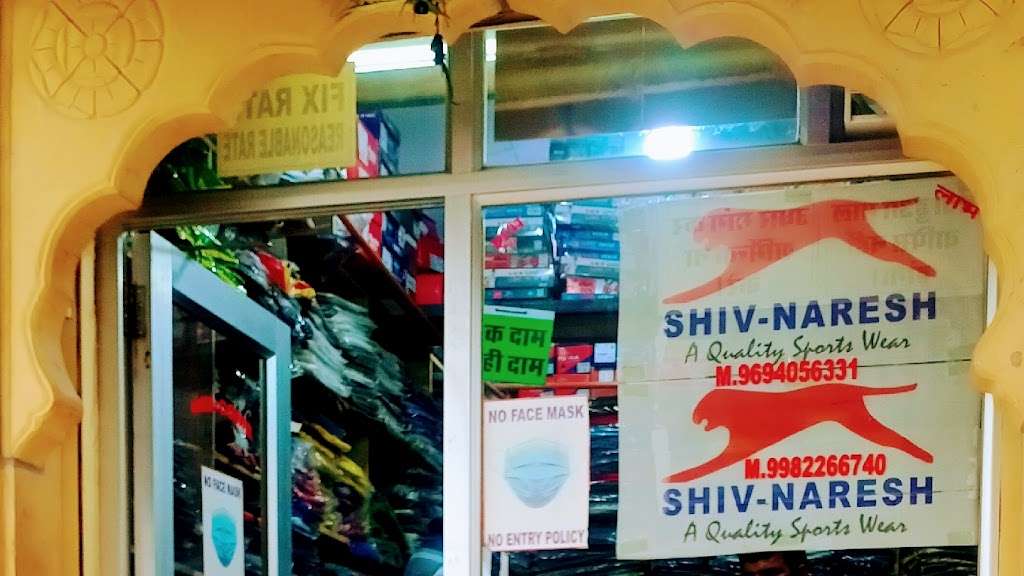 FIX RAT
REASONABLE RATE
लाभ
SHIV-NARESH
A Quality Sports Wear
M.9694056331
क दाम
ही दाम
NO FACE MASK
NO ENTRY POLICY
M.9982266740
SHIV-NARESH
A Quality Sports Wear
NO FACE MASK